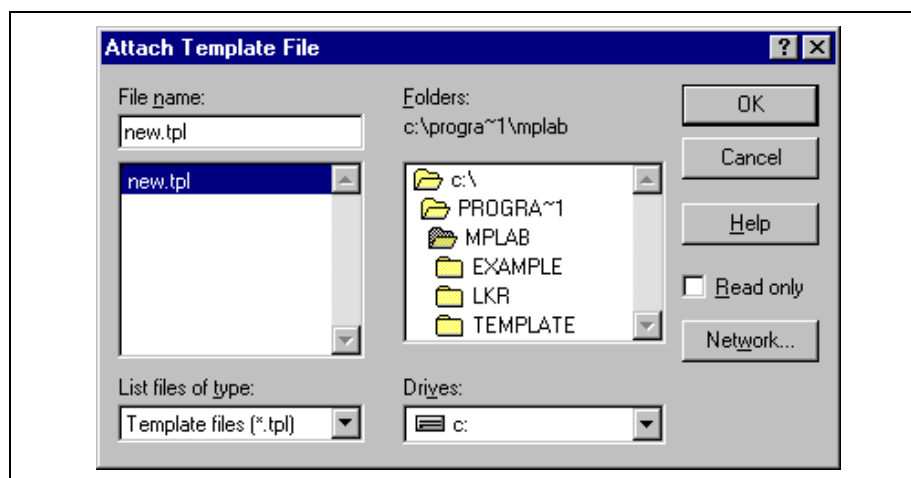 Attach Template File
File name:
new.tpl
new.tpl
List files of type:
Template files (*.tpl)
Folders:
c:\progra~1\mplab
c:\
PROGRA~1
MPLAB
EXAMPLE
LKR
TEMPLATE
Drives:
c:
OK
Cancel
Help
Read only
Network...